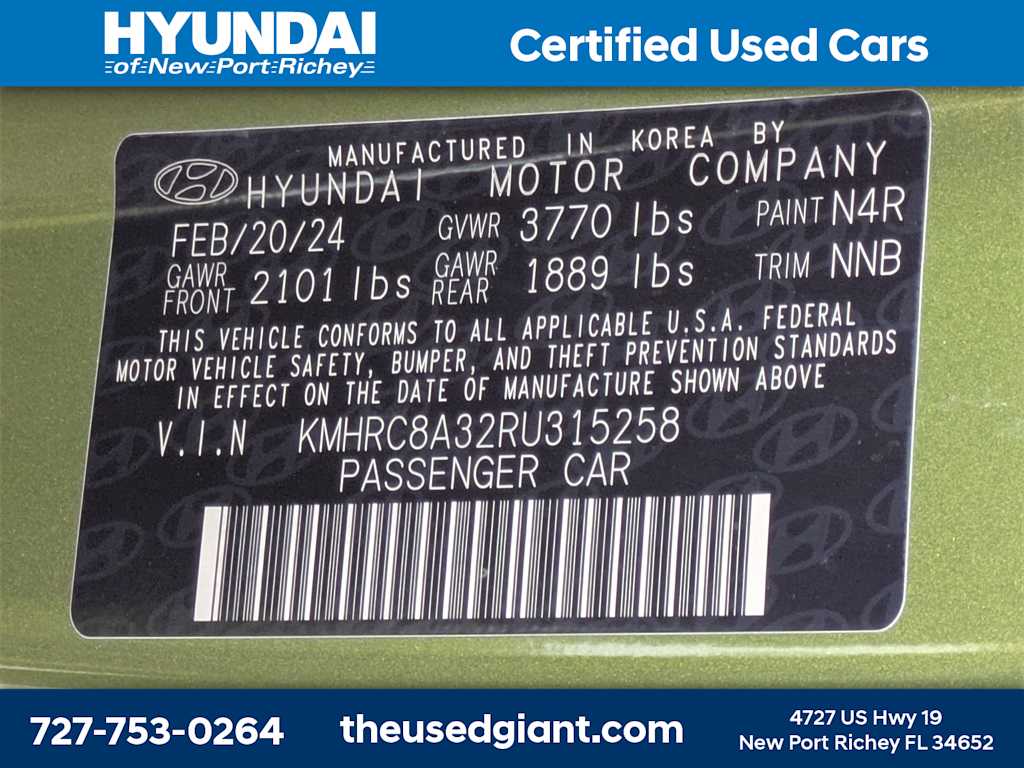 HYUNDAI
of New Port Richey
Certified Used Cars
MANUFACTURED IN KOREA BY
HYUNDAI MOTOR COMPANY
FEB/20/24 GVWR 3770 lbs PAINT N4R
GAWR FRONT 2101 lbs GAWR REAR 1889 lbs TRIM NNB
THIS VEHICLE CONFORMS TO ALL APPLICABLE U.S.A. FEDERAL
MOTOR VEHICLE SAFETY, BUMPER, AND THEFT PREVENTION STANDARDS
IN EFFECT ON THE DATE OF MANUFACTURE SHOWN ABOVE
V.I.N KMHRC8A32RU315258
PASSENGER CAR
727-753-0264
theusedgiant.com
4727 US Hwy 19
New Port Richey FL 34652